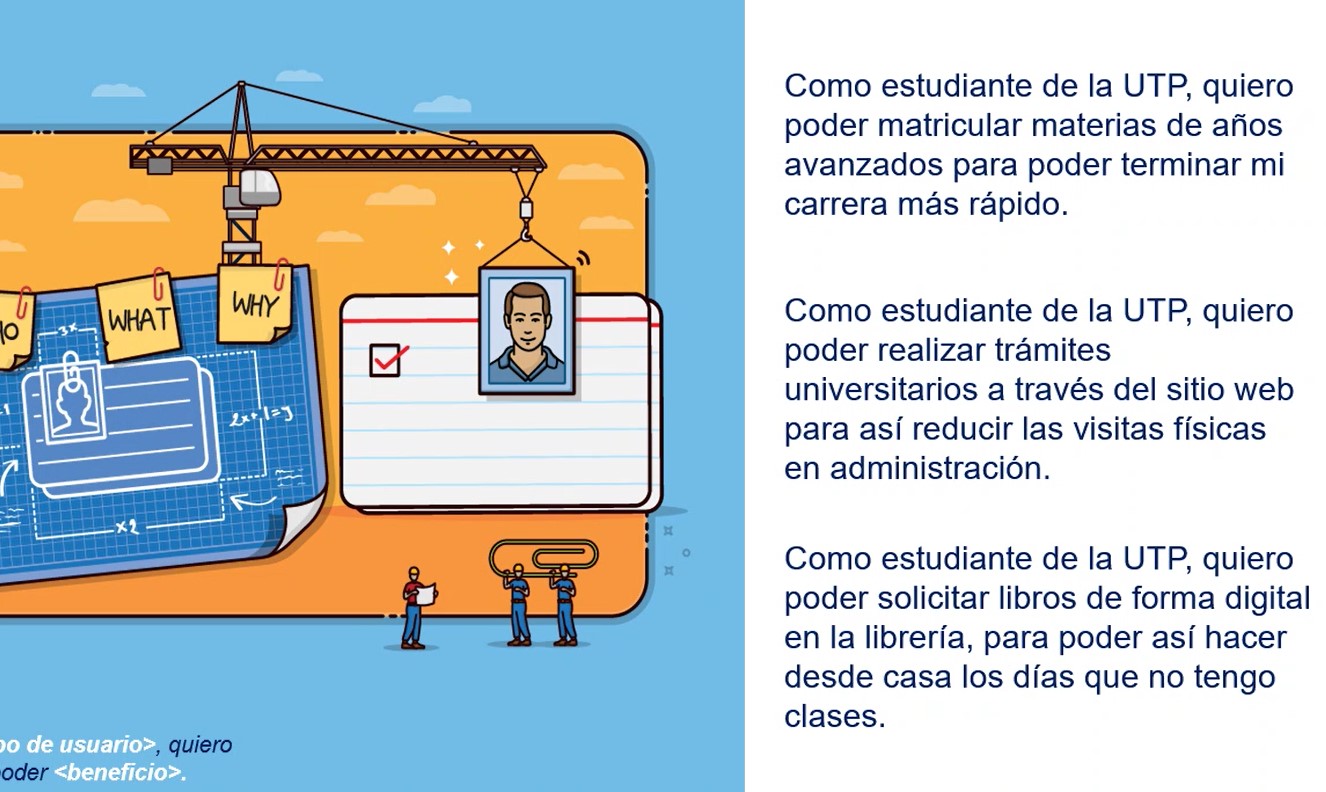 WHAT
WHY
3x
2x+1=y
x2
de usuario>, quiero
<beneficio>.
Como estudiante de la UTP, quiero
poder matricular materias de años
avanzados para poder terminar mi
carrera más rápido.
Como estudiante de la UTP, quiero
poder realizar trámites
universitarios a través del sitio web
para así reducir las visitas físicas
en administración.
Como estudiante de la UTP, quiero
poder solicitar libros de forma digital
en la librería, para poder así hacer
desde casa los días que no tengo
clases.